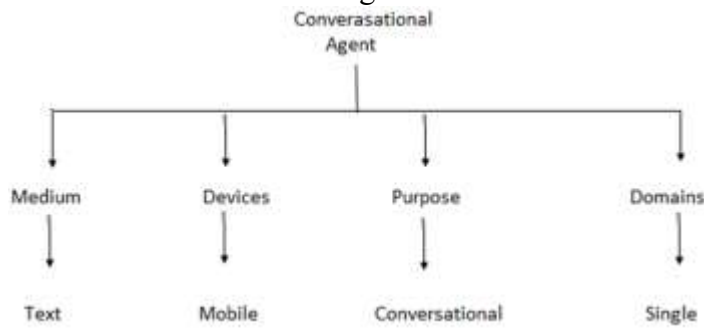 Converasational
Agent
Medium Devices Purpose Domains
Text Mobile Conversational Single